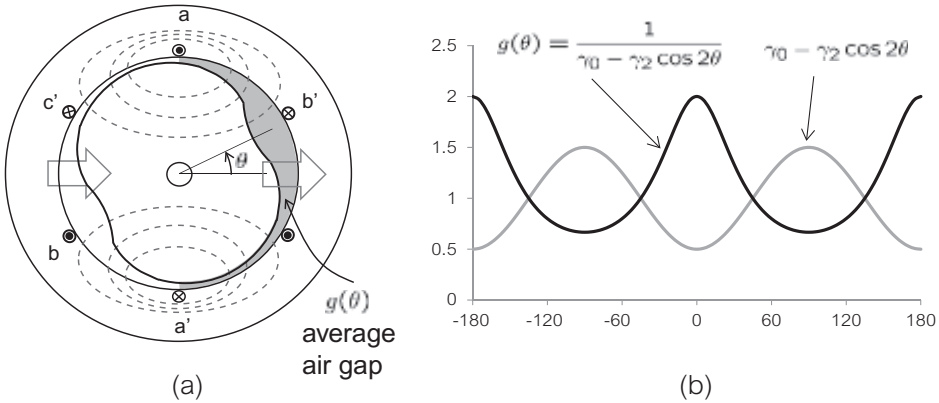 a
c'
b'
θ
b
a'
g(θ)
average
air gap
(a)
g(θ) = 1 / (γ₀ − γ₂ cos 2θ)
γ₀ − γ₂ cos 2θ
2.5
2
1.5
1
0.5
0
-180 -120 -60 0 60 120 180
(b)